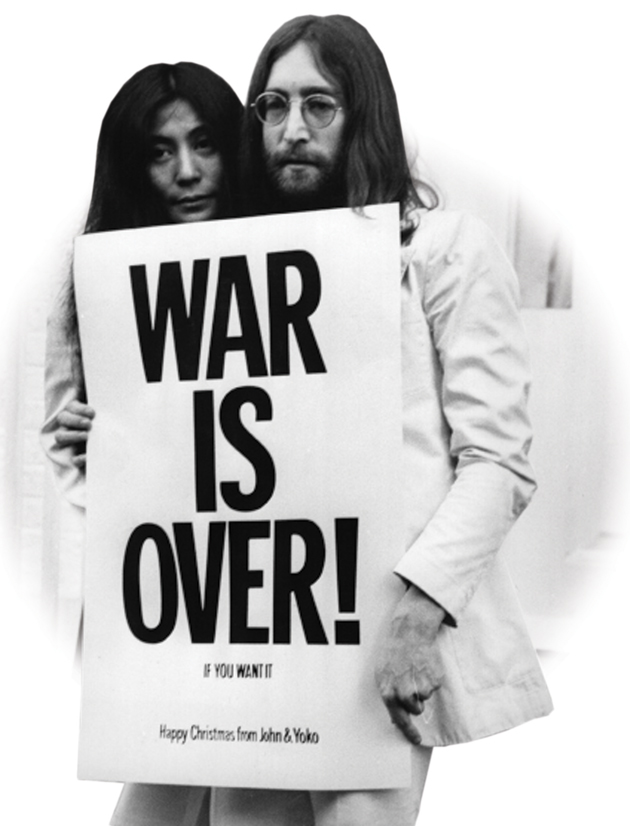 WAR
IS
OVER!
IF YOU WANT IT
Happy Christmas from John & Yoko